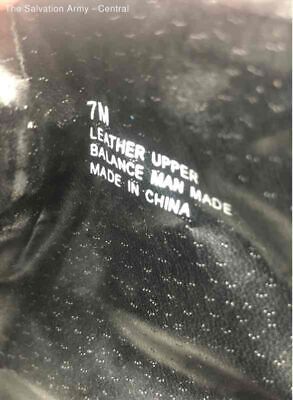 The Salvation Army - Central
7M
LEATHER UPPER
BALANCE MAN MADE
MADE IN CHINA